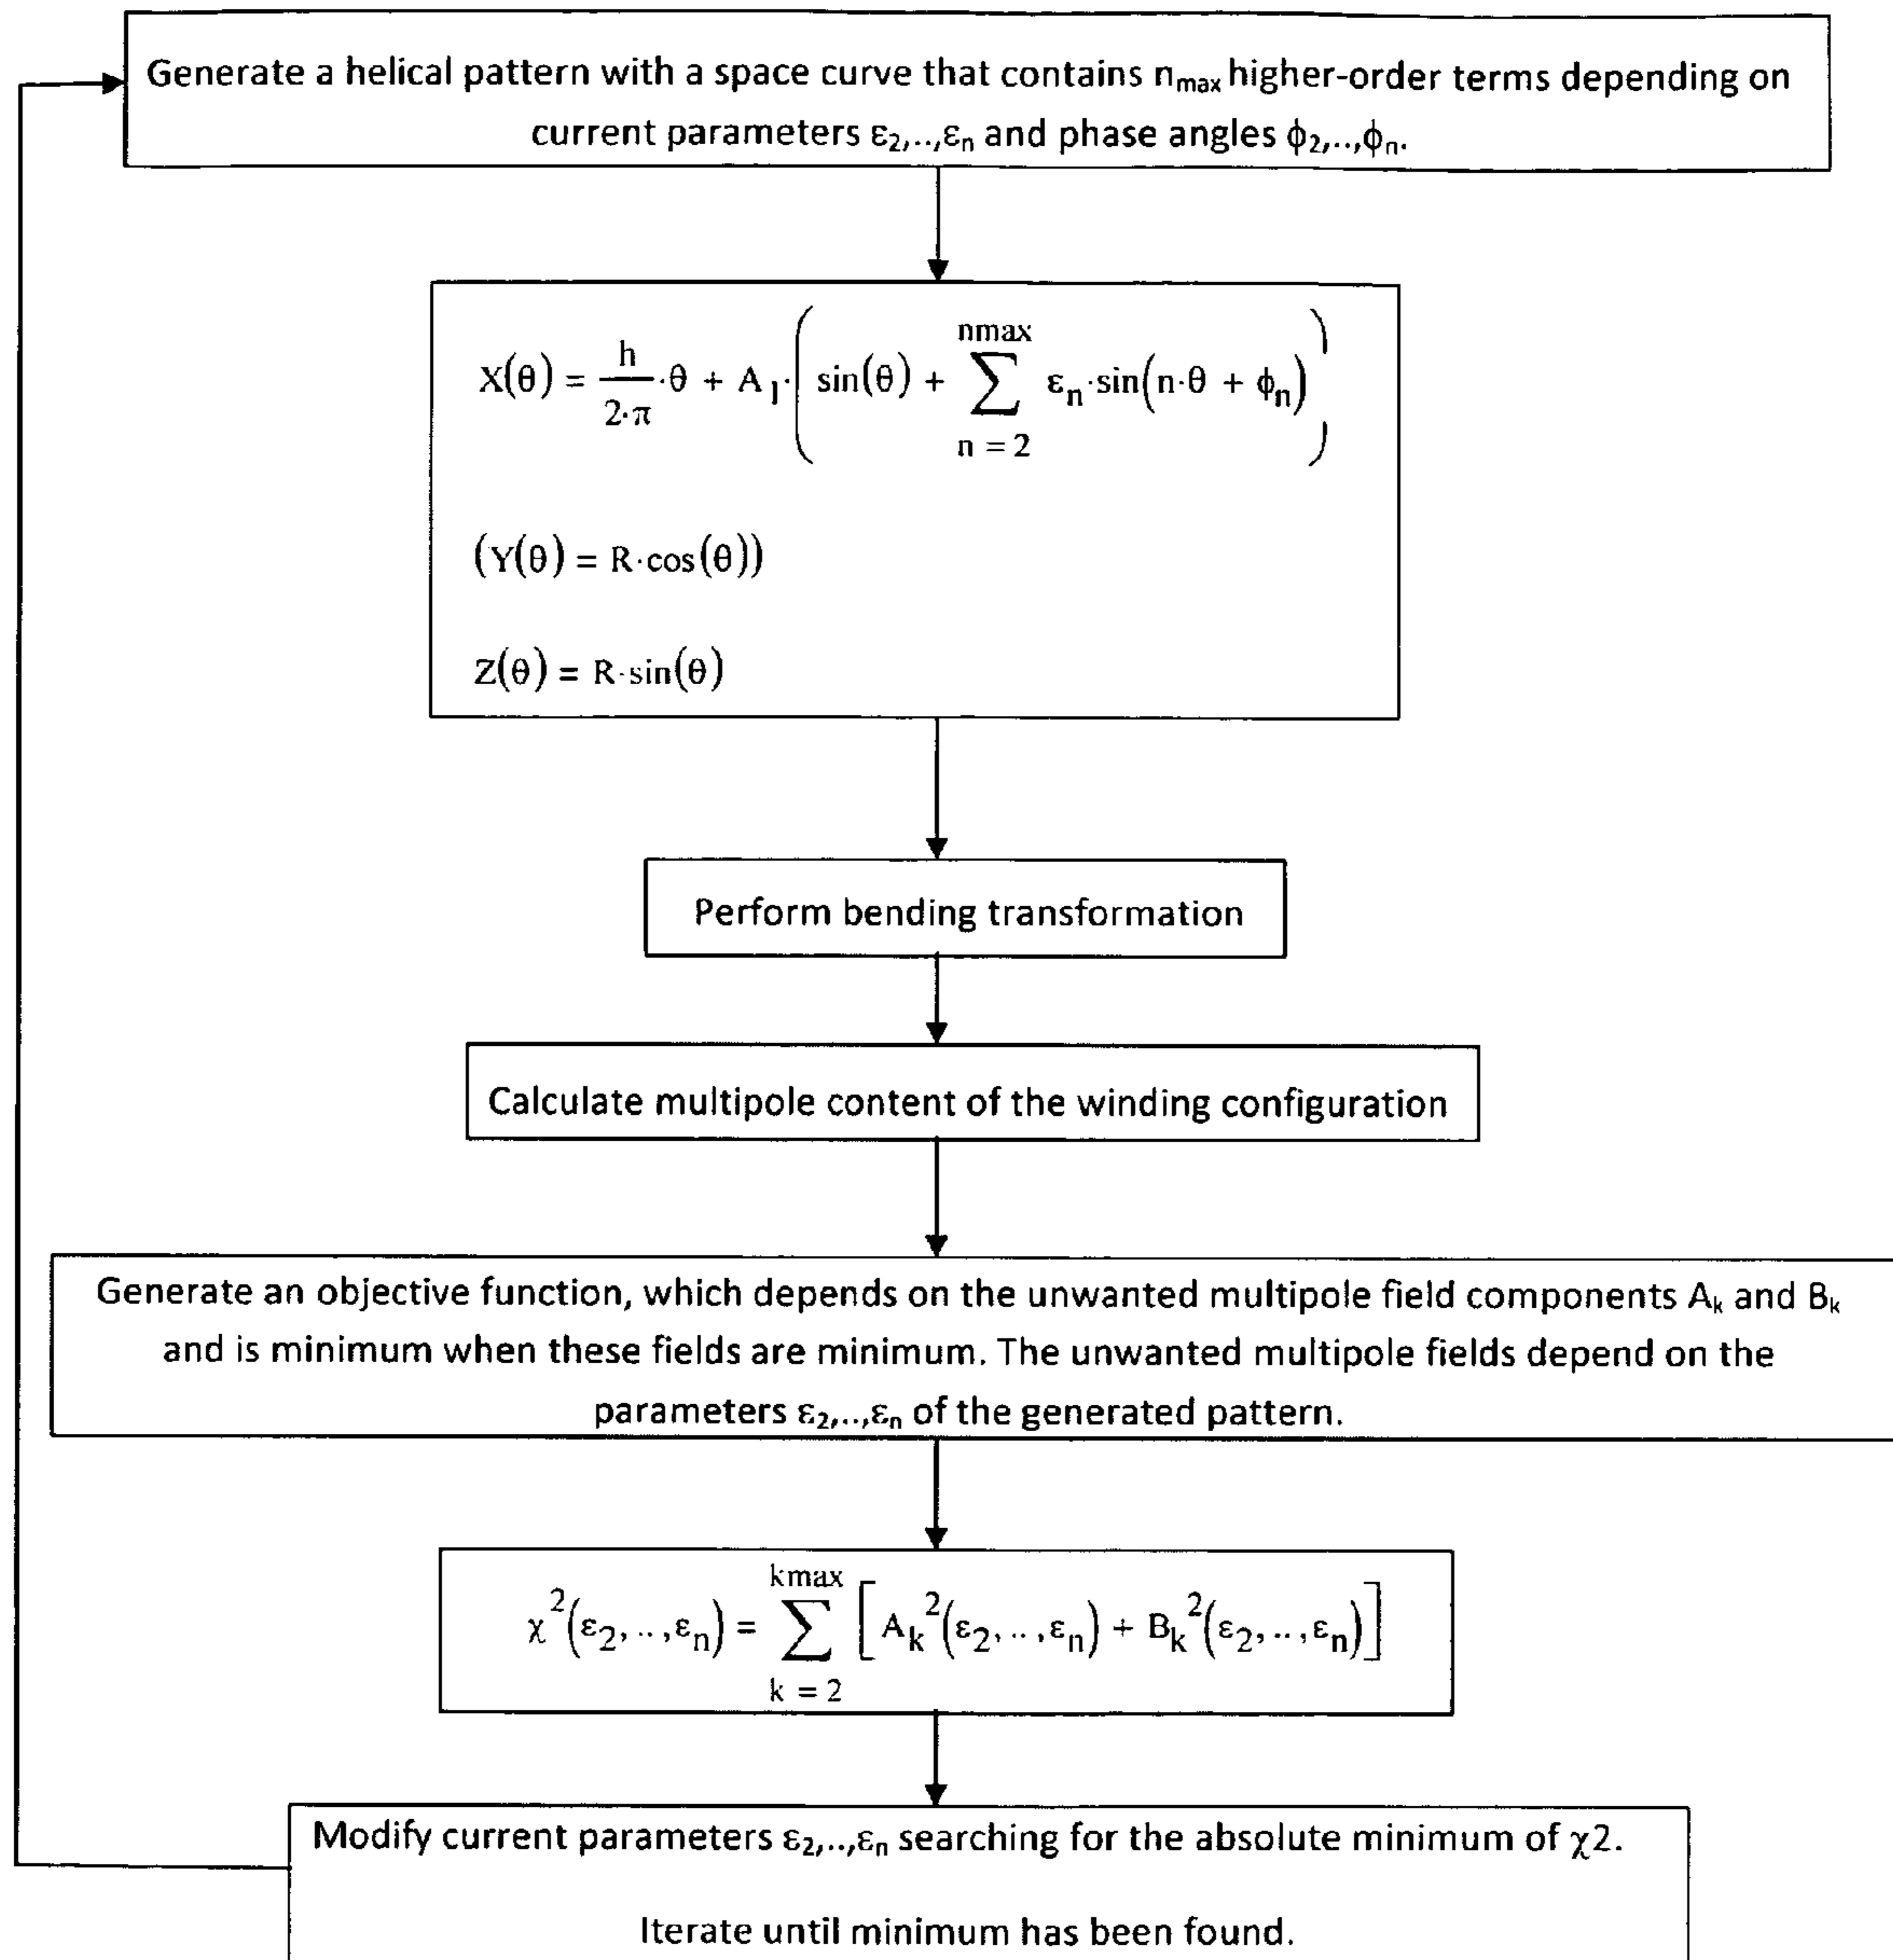 Generate a helical pattern with a space curve that contains nmax higher-order terms depending on
current parameters ε2,..,εn and phase angles ϕ2,..,ϕn.
X(θ) = h/(2·π)·θ + A1·( sin(θ) + ∑ n = 2 nmax εn·sin(n·θ + ϕn) )
(Y(θ) = R·cos(θ))
Z(θ) = R·sin(θ)
Perform bending transformation
Calculate multipole content of the winding configuration
Generate an objective function, which depends on the unwanted multipole field components Ak and Bk
and is minimum when these fields are minimum. The unwanted multipole fields depend on the
parameters ε2,..,εn of the generated pattern.
χ^2(ε2,..,εn) = ∑ k = 2 kmax [Ak^2(ε2,..,εn) + Bk^2(ε2,..,εn)]
Modify current parameters ε2,..,εn searching for the absolute minimum of χ2.
Iterate until minimum has been found.